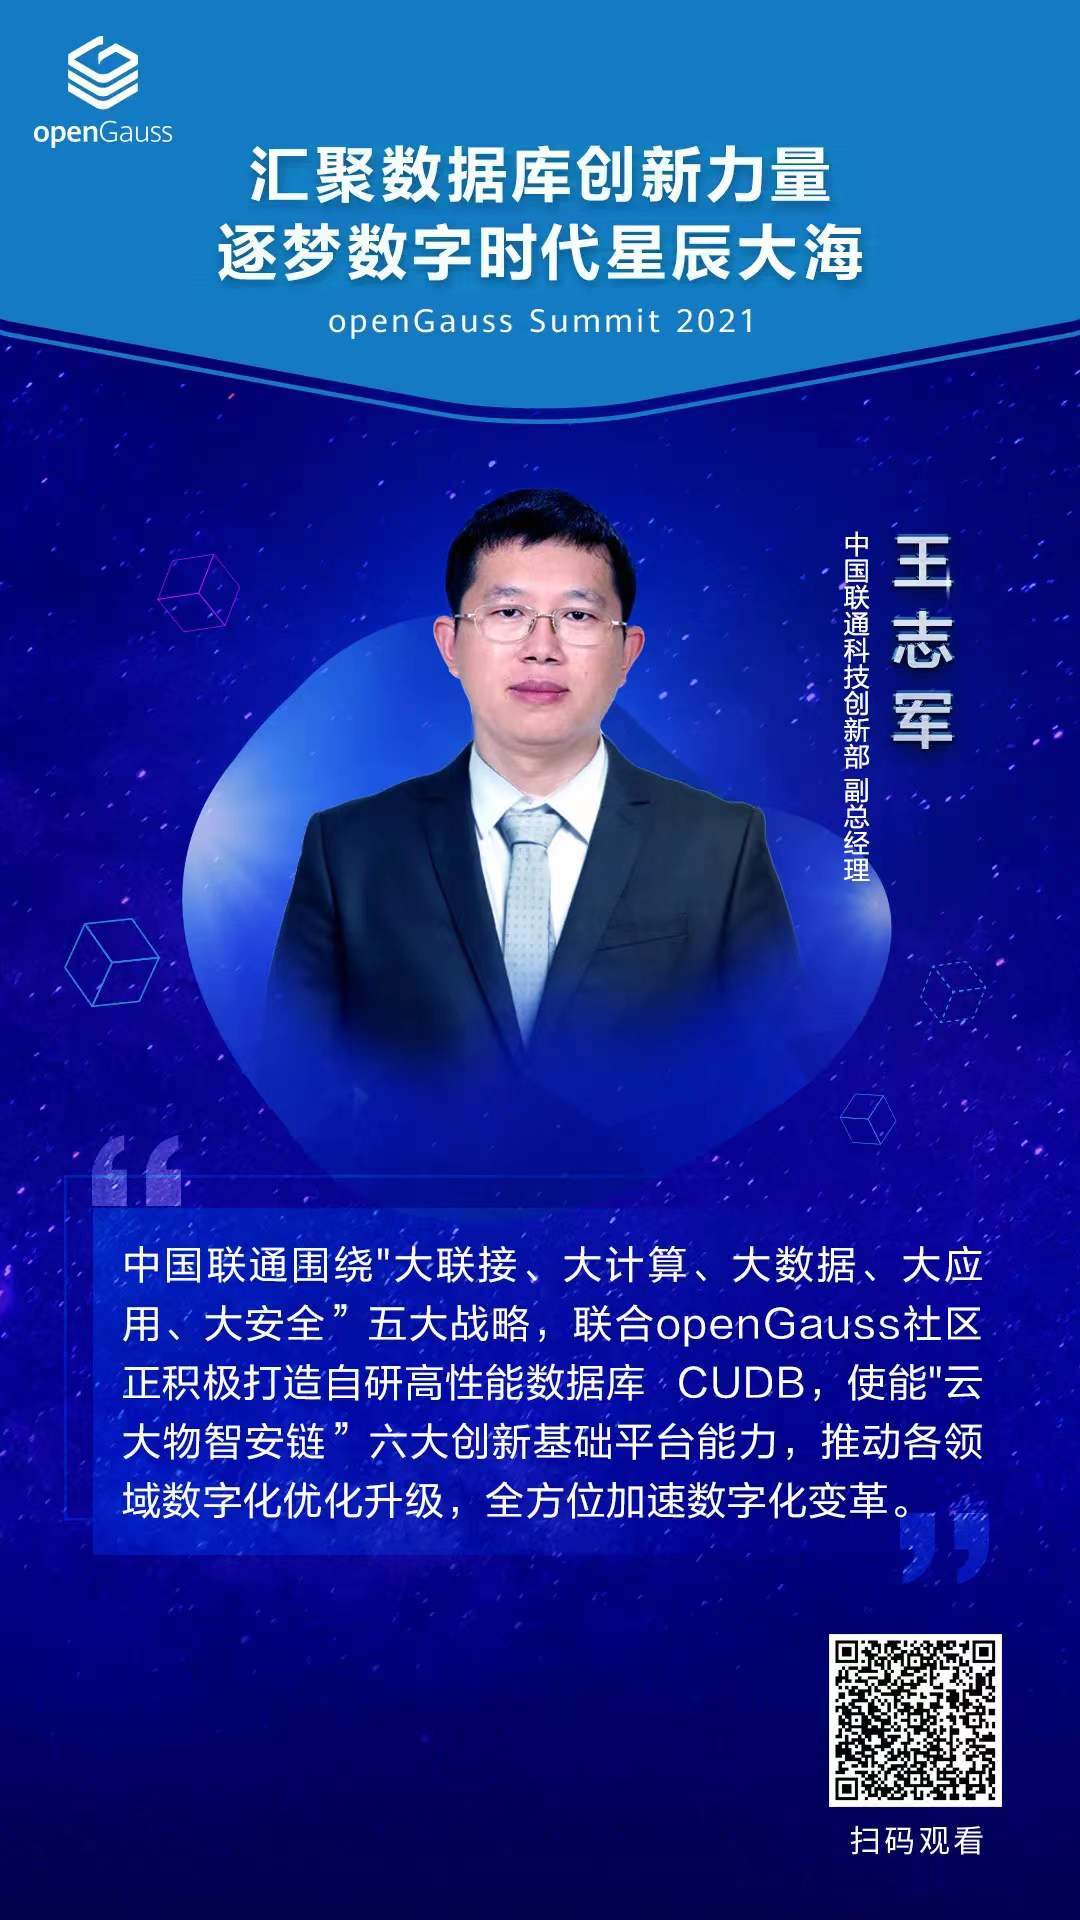 openGauss
汇聚数据库创新力量
逐梦数字时代星辰大海
openGauss Summit 2021
王志军
中国联通科技创新部 副总经理
中国联通围绕"大联接、大计算、大数据、大应
用、大安全”五大战略，联合openGauss社区
正积极打造自研高性能数据库 CUDB，使能"云
大物智安链”六大创新基础平台能力，推动各领
域数字化优化升级，全方位加速数字化变革。
扫码观看